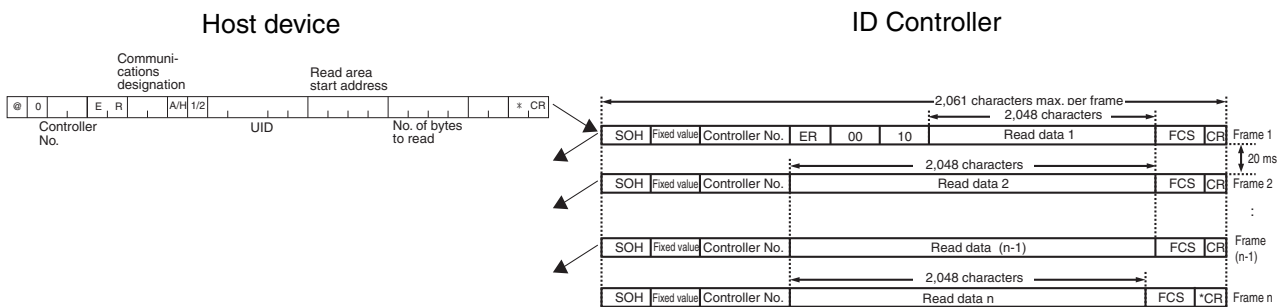 Host device
ID Controller
Communi-
cations
designation
Read area
start address
@ 0 E R A/H 1/2 * CR
Controller
No.
UID
No. of bytes
to read
2,061 characters max. per frame
2,048 characters
SOH Fixed value Controller No. ER 00 10 Read data 1 FCS CR Frame 1
20 ms
2,048 characters
SOH Fixed value Controller No. Read data 2 FCS CR Frame 2
:
SOH Fixed value Controller No. Read data (n-1) FCS CR Frame
(n-1)
2,048 characters
SOH Fixed value Controller No. Read data n FCS *CR Frame n